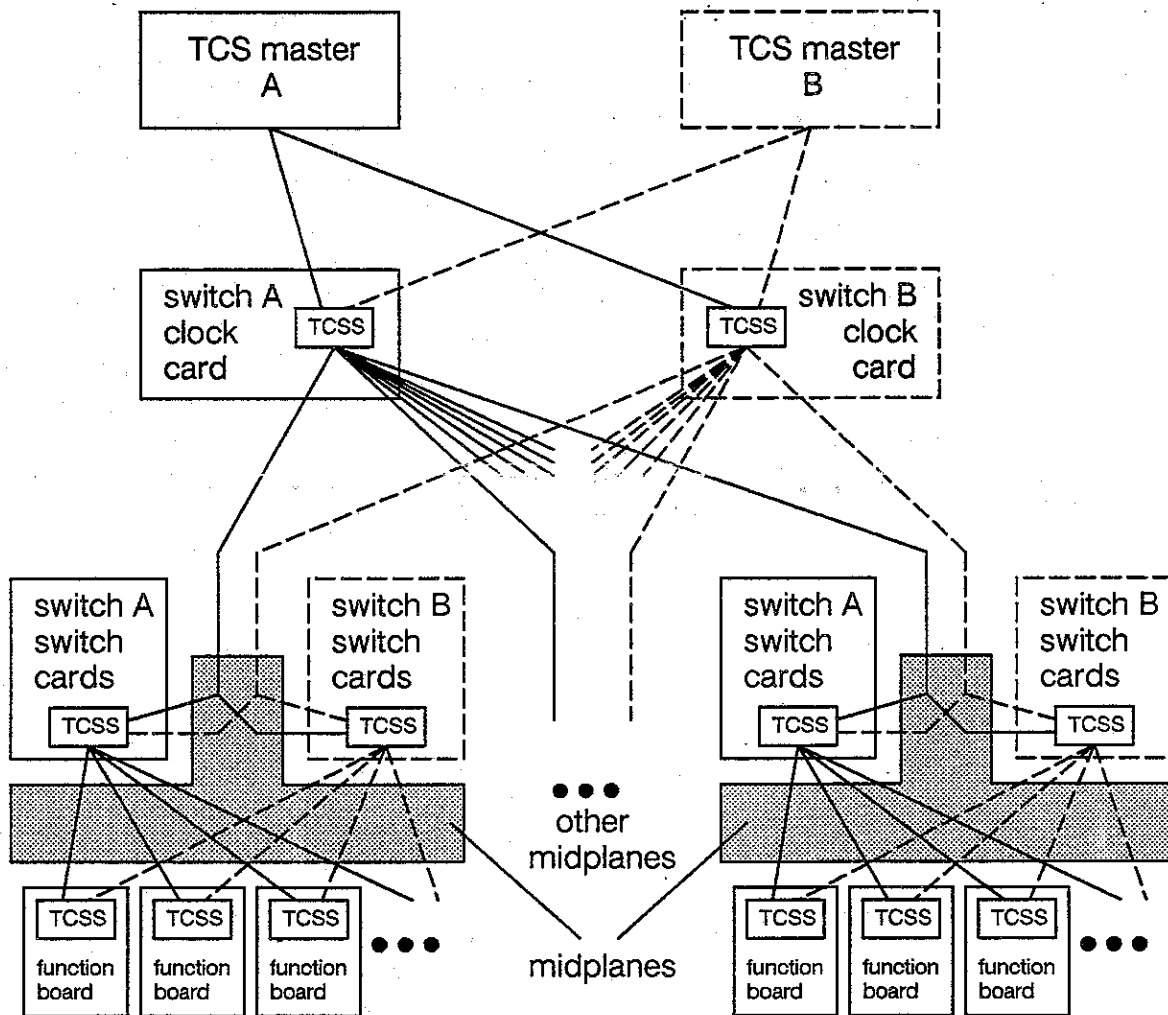 TCS master
A
TCS master
B
switch A
clock
card
TCSS
TCSS
switch B
clock
card
switch A
switch
cards
TCSS
switch B
switch
cards
TCSS
switch A
switch
cards
TCSS
switch B
switch
cards
TCSS
other
midplanes
TCSS
function
board
TCSS
function
board
TCSS
function
board
midplanes
TCSS
function
board
TCSS
function
board
TCSS
function
board